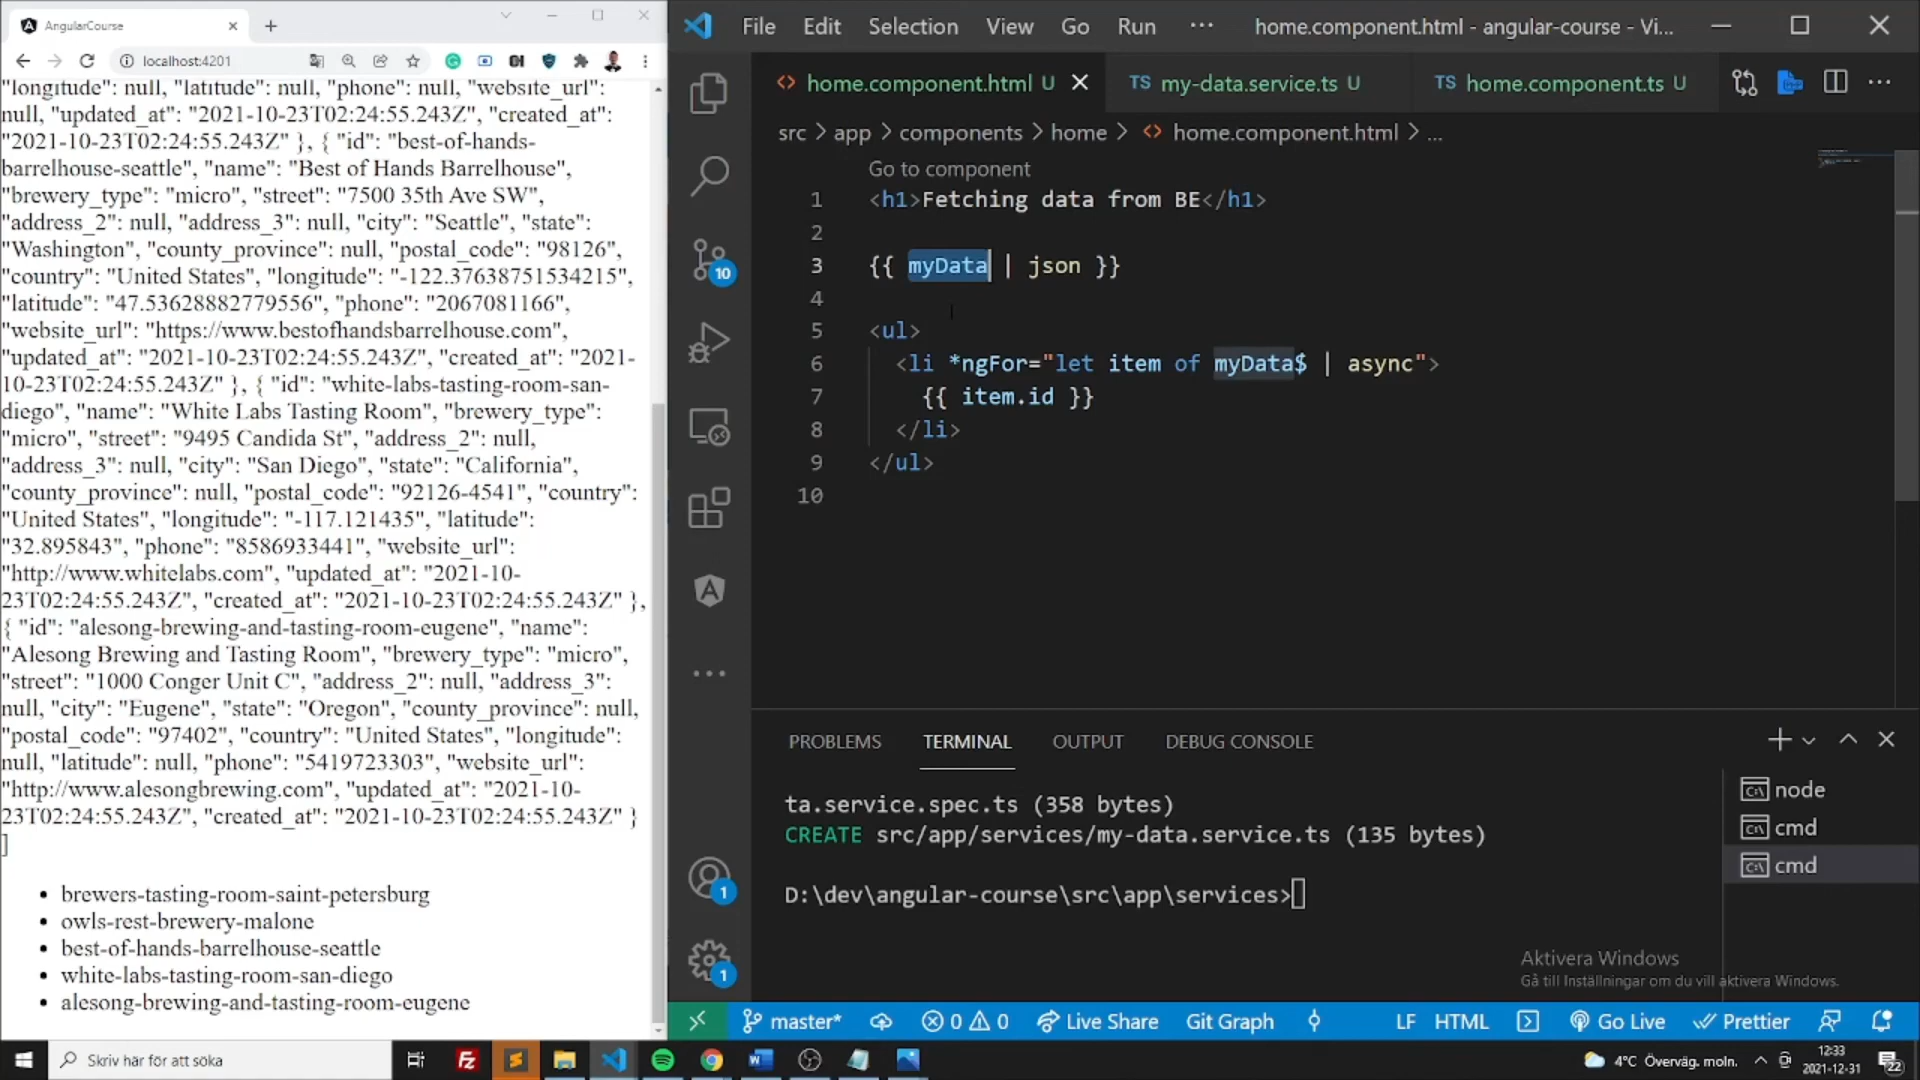 AngularCourse
localhost:4201
"longitude": null, "latitude": null, "phone": null, "website_url":
null, "updated_at": "2021-10-23T02:24:55.243Z", "created_at":
"2021-10-23T02:24:55.243Z" }, { "id": "best-of-hands-
barrelhouse-seattle", "name": "Best of Hands Barrelhouse",
"brewery_type": "micro", "street": "7500 35th Ave SW",
"address_2": null, "address_3": null, "city": "Seattle", "state":
"Washington", "county_province": null, "postal_code": "98126",
"country": "United States", "longitude": "-122.37638751534215",
"latitude": "47.53628882779556", "phone": "2067081166",
"website_url": "https://www.bestofhandsbarrelhouse.com",
"updated_at": "2021-10-23T02:24:55.243Z", "created_at": "2021-
10-23T02:24:55.243Z" }, { "id": "white-labs-tasting-room-san-
diego", "name": "White Labs Tasting Room", "brewery_type":
"micro", "street": "9495 Candida St", "address_2": null,
"address_3": null, "city": "San Diego", "state": "California",
"county_province": null, "postal_code": "92126-4541", "country":
"United States", "longitude": "-117.121435", "latitude":
"32.895843", "phone": "8586933441", "website_url":
"http://www.whitelabs.com", "updated_at": "2021-10-
23T02:24:55.243Z", "created_at": "2021-10-23T02:24:55.243Z" },
{ "id": "alesong-brewing-and-tasting-room-eugene", "name":
"Alesong Brewing and Tasting Room", "brewery_type": "micro",
"street": "1000 Conger Unit C", "address_2": null, "address_3":
null, "city": "Eugene", "state": "Oregon", "county_province": null,
"postal_code": "97402", "country": "United States", "longitude":
null, "latitude": null, "phone": "5419723303", "website_url":
"http://www.alesongbrewing.com", "updated_at": "2021-10-
23T02:24:55.243Z", "created_at": "2021-10-23T02:24:55.243Z" }
]
• brewers-tasting-room-saint-petersburg
• owls-rest-brewery-malone
• best-of-hands-barrelhouse-seattle
• white-labs-tasting-room-san-diego
• alesong-brewing-and-tasting-room-eugene
File Edit Selection View Go Run ··· home.component.html - angular-course - Vi...
<> home.component.html U TS my-data.service.ts U TS home.component.ts U ···
src > app > components > home > <> home.component.html > ...
Go to component
1 <h1>Fetching data from BE</h1>
2
3 {{ myData | json }}
4
5 <ul>
6 <li *ngFor="let item of myData$ | async">
7 {{ item.id }}
8 </li>
9 </ul>
10
10
1
1
PROBLEMS TERMINAL OUTPUT DEBUG CONSOLE
node
cmd
cmd
ta.service.spec.ts (358 bytes)
CREATE src/app/services/my-data.service.ts (135 bytes)
D:\dev\angular-course\src\app\services>
Aktivera Windows
Gå till Inställningar om du vill aktivera Windows.
master* 0 0 Live Share Git Graph LF HTML Go Live Prettier
Skriv här för att söka
4°C Överväg. moln.
12:33
2021-12-31
22